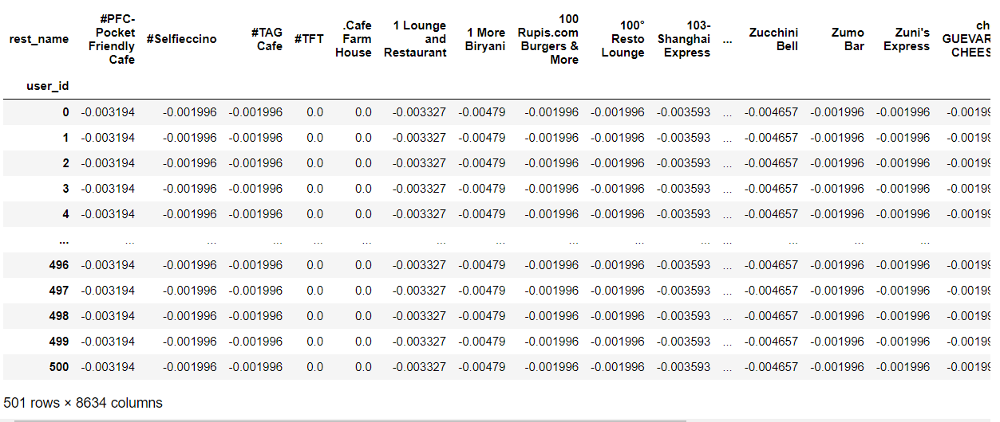 rest_name #PFC-Pocket Friendly Cafe #Selfieccino #TAG Cafe #TFT .Cafe Farm House 1 Lounge and Restaurant 1 More Biryani 100 Rupis.com Burgers & More 100° Resto Lounge 103-Shanghai Express ... Zucchini Bell Zumo Bar Zuni's Express ch GUEVAR CHEES
user_id
0 -0.003194 -0.001996 -0.001996 0.0 0.0 -0.003327 -0.00479 -0.001996 -0.001996 -0.003593 ... -0.004657 -0.001996 -0.001996 -0.00199
1 -0.003194 -0.001996 -0.001996 0.0 0.0 -0.003327 -0.00479 -0.001996 -0.001996 -0.003593 ... -0.004657 -0.001996 -0.001996 -0.00199
2 -0.003194 -0.001996 -0.001996 0.0 0.0 -0.003327 -0.00479 -0.001996 -0.001996 -0.003593 ... -0.004657 -0.001996 -0.001996 -0.00199
3 -0.003194 -0.001996 -0.001996 0.0 0.0 -0.003327 -0.00479 -0.001996 -0.001996 -0.003593 ... -0.004657 -0.001996 -0.001996 -0.00199
4 -0.003194 -0.001996 -0.001996 0.0 0.0 -0.003327 -0.00479 -0.001996 -0.001996 -0.003593 ... -0.004657 -0.001996 -0.001996 -0.00199
... ... ... ... ... ... ... ... ... ... ... ... ... ... ...
496 -0.003194 -0.001996 -0.001996 0.0 0.0 -0.003327 -0.00479 -0.001996 -0.001996 -0.003593 ... -0.004657 -0.001996 -0.001996 -0.00199
497 -0.003194 -0.001996 -0.001996 0.0 0.0 -0.003327 -0.00479 -0.001996 -0.001996 -0.003593 ... -0.004657 -0.001996 -0.001996 -0.00199
498 -0.003194 -0.001996 -0.001996 0.0 0.0 -0.003327 -0.00479 -0.001996 -0.001996 -0.003593 ... -0.004657 -0.001996 -0.001996 -0.00199
499 -0.003194 -0.001996 -0.001996 0.0 0.0 -0.003327 -0.00479 -0.001996 -0.001996 -0.003593 ... -0.004657 -0.001996 -0.001996 -0.00199
500 -0.003194 -0.001996 -0.001996 0.0 0.0 -0.003327 -0.00479 -0.001996 -0.001996 -0.003593 ... -0.004657 -0.001996 -0.001996 -0.00199
501 rows × 8634 columns